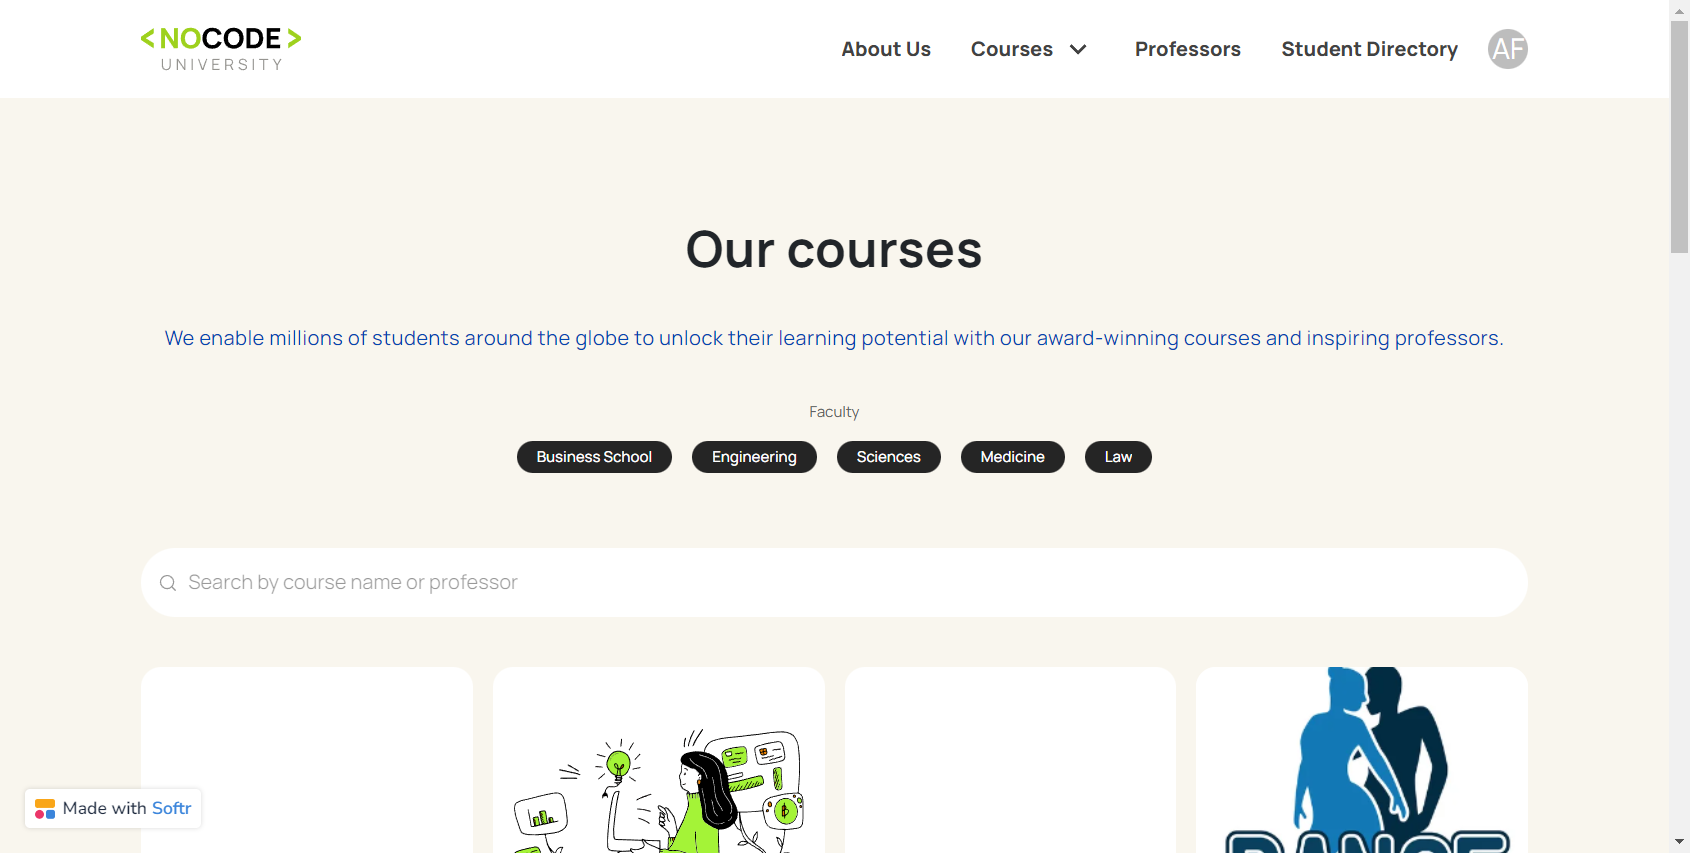 <NOCODE>
UNIVERSITY
About Us
Courses
Professors
Student Directory
AF
Our courses
We enable millions of students around the globe to unlock their learning potential with our award-winning courses and inspiring professors.
Faculty
Business School
Engineering
Sciences
Medicine
Law
Search by course name or professor
Made with Softr
DANCE